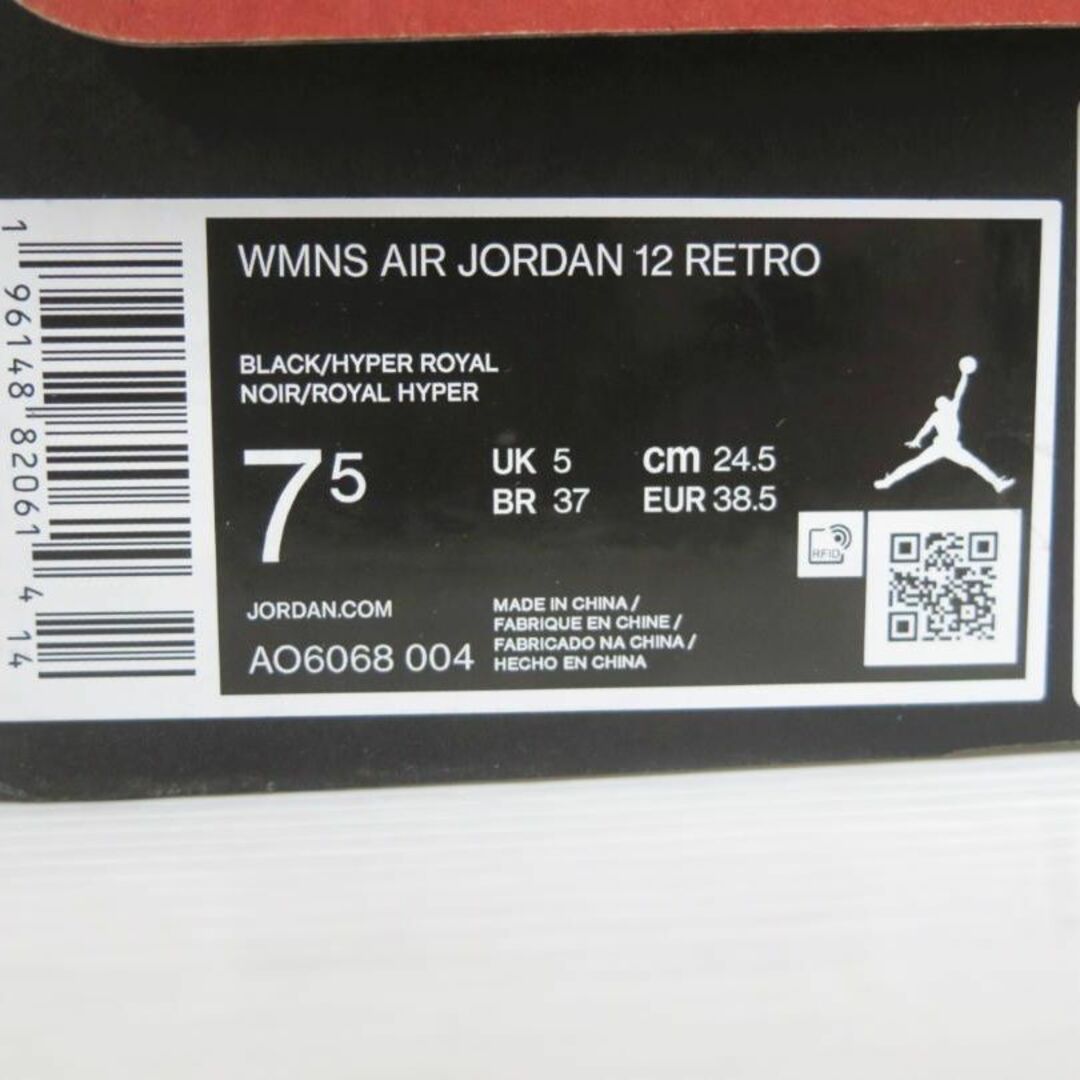 WMNS AIR JORDAN 12 RETRO
BLACK/HYPER ROYAL
NOIR/ROYAL HYPER
7 5
UK 5 cm 24.5
BR 37 EUR 38.5
RFID
JORDAN.COM
AO6068 004
MADE IN CHINA /
FABRIQUE EN CHINE /
FABRICADO NA CHINA /
HECHO EN CHINA
1 96148 82061 4 14